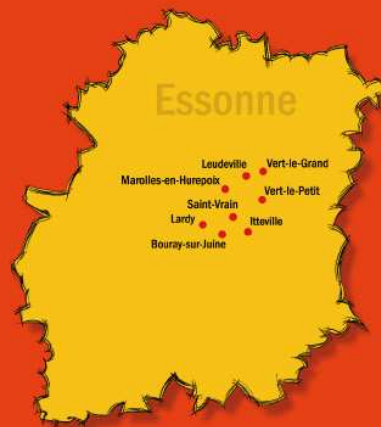 Essonne
Leudeville
Vert-le-Grand
Marolles-en-Hurepoix
Vert-le-Petit
Saint-Vrain
Lardy
Itteville
Bouray-sur-Juine